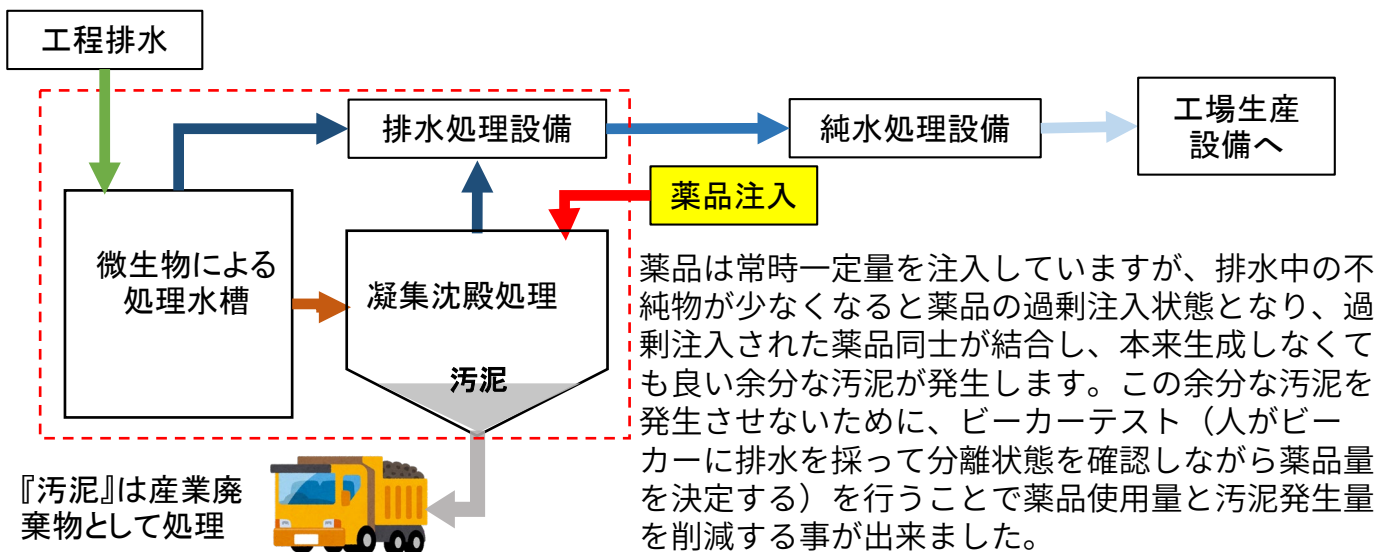 工程排水
排水処理設備
純水処理設備
工場生産
設備へ
薬品注入
微生物による
処理水槽
凝集沈殿処理
汚泥
『汚泥』は産業廃
棄物として処理
薬品は常時一定量を注入していますが、排水中の不
純物が少なくなると薬品の過剰注入状態となり、過
剰注入された薬品同士が結合し、本来生成しなくて
も良い余分な汚泥が発生します。この余分な汚泥を
発生させないために、ビーカーテスト（人がビー
カーに排水を採って分離状態を確認しながら薬品量
を決定する）を行うことで薬品使用量と汚泥発生量
を削減する事が出来ました。